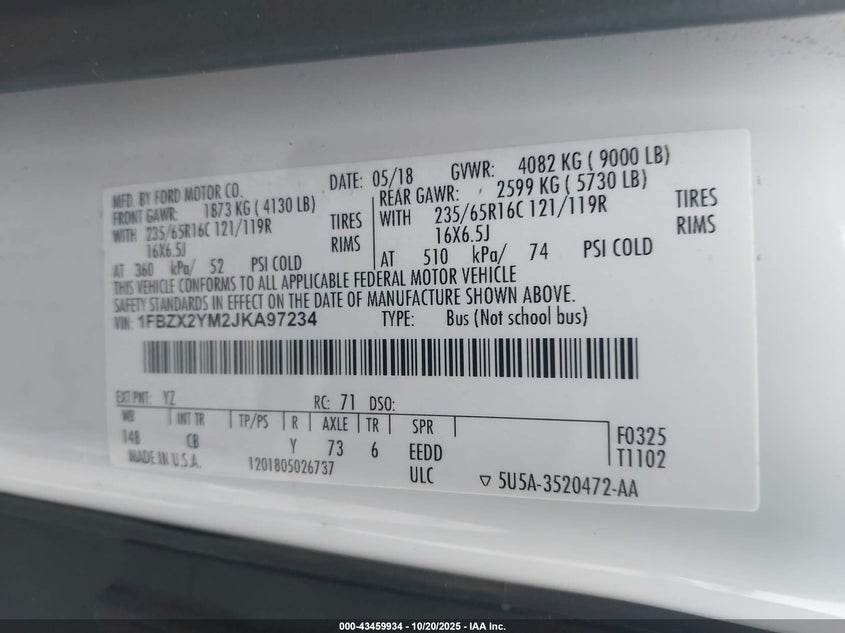 MFD. BY FORD MOTOR CO.
DATE: 05/18
GVWR: 4082 KG ( 9000 LB)
FRONT GAWR: 1873 KG ( 4130 LB)
WITH 235/65R16C 121/119R TIRES
16X6.5J RIMS
AT 360 kPa/ 52 PSI COLD
REAR GAWR: 2599 KG ( 5730 LB)
WITH 235/65R16C 121/119R TIRES
16X6.5J RIMS
AT 510 kPa/ 74 PSI COLD
THIS VEHICLE CONFORMS TO ALL APPLICABLE FEDERAL MOTOR VEHICLE
SAFETY STANDARDS IN EFFECT ON THE DATE OF MANUFACTURE SHOWN ABOVE.
VIN: 1FBZX2YM2JKA97234 TYPE: Bus (Not school bus)
EXT PNT: YZ RC: 71 DSO:
WB INT TR TP/PS R AXLE TR SPR
148 CB Y 73 6 EEDD
F0325
T1102
MADE IN U.S.A. 1201805026737 ULC
▽ 5U5A-3520472-AA
000-43459934 - 10/20/2025 - IAA Inc.